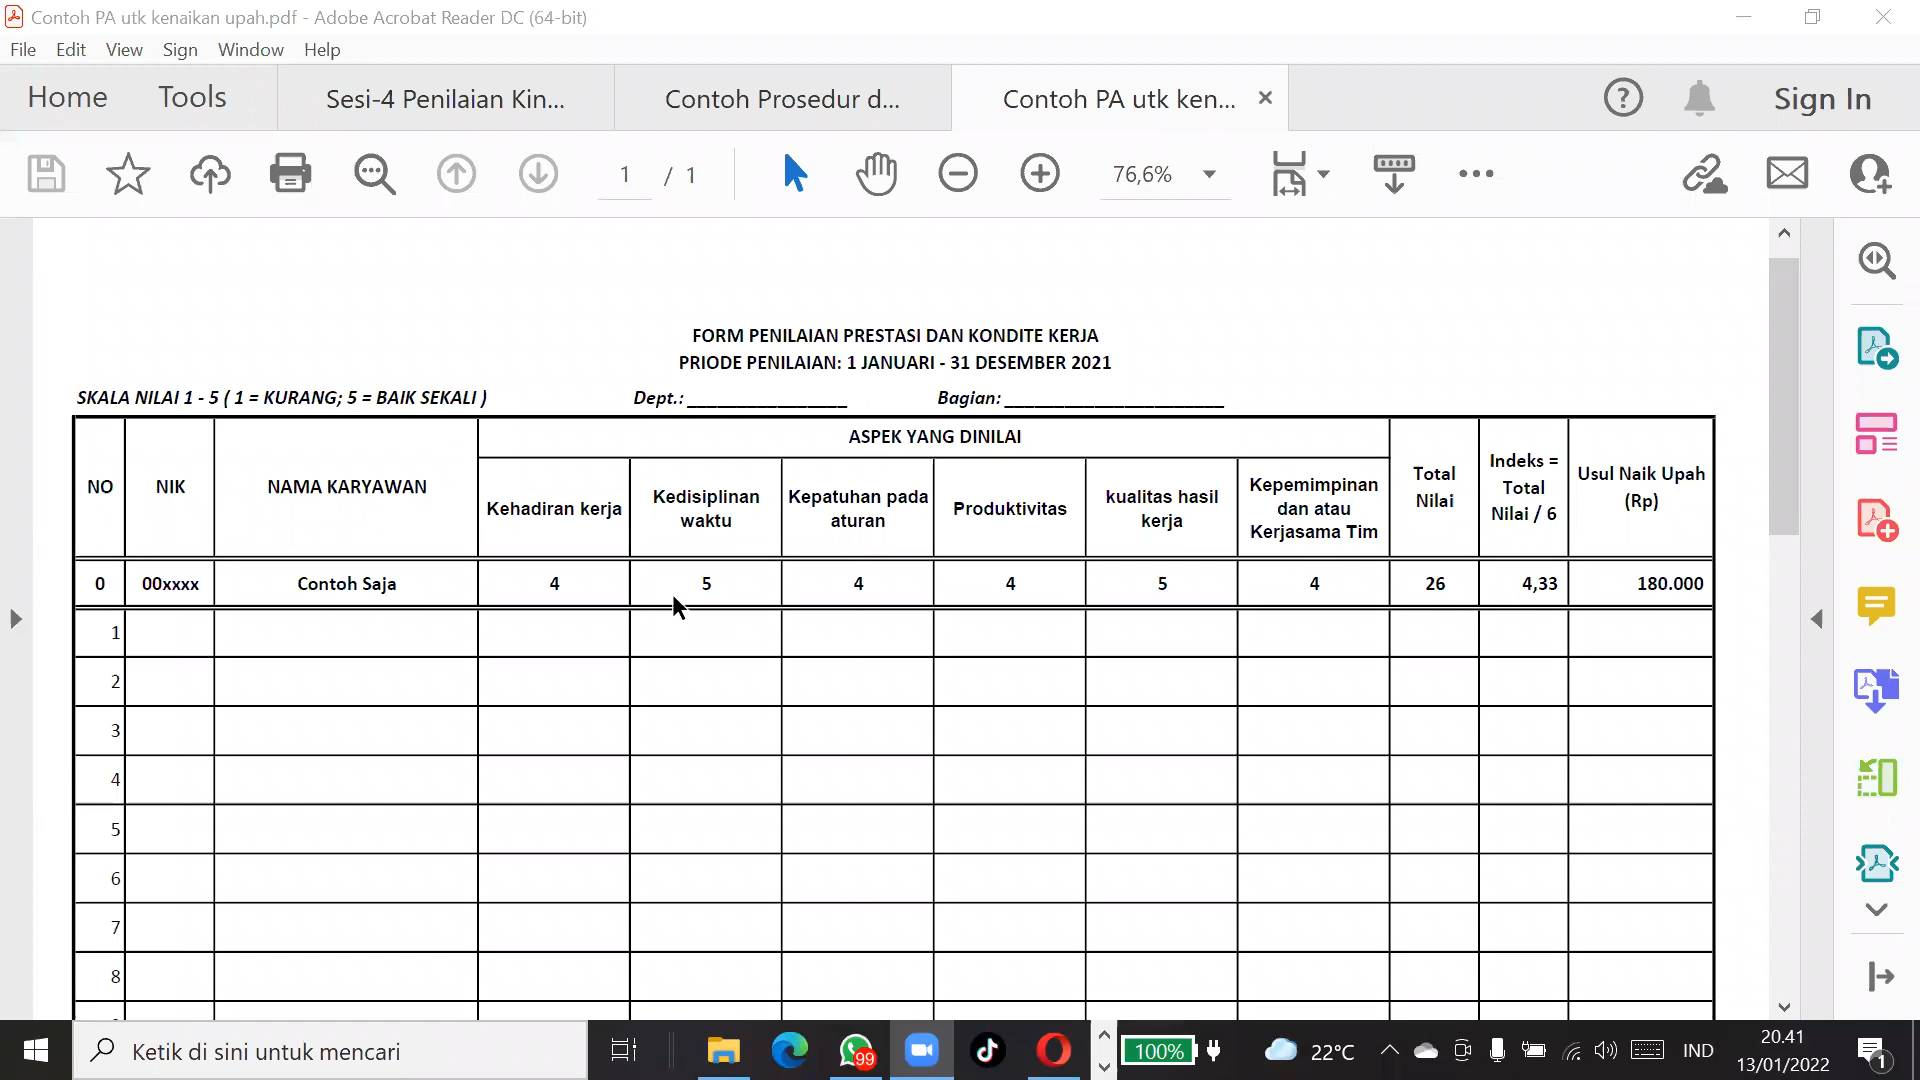 Contoh PA utk kenaikan upah.pdf - Adobe Acrobat Reader DC (64-bit)
File Edit View Sign Window Help
Home Tools Sesi-4 Penilaian Kin... Contoh Prosedur d... Contoh PA utk ken... Sign In
1 / 1 76,6%
FORM PENILAIAN PRESTASI DAN KONDITE KERJA
PRIODE PENILAIAN: 1 JANUARI - 31 DESEMBER 2021
SKALA NILAI 1 - 5 ( 1 = KURANG; 5 = BAIK SEKALI ) Dept.: ________________ Bagian: ______________________
NO NIK NAMA KARYAWAN ASPEK YANG DINILAI Total Nilai Indeks = Total Nilai / 6 Usul Naik Upah (Rp)
Kehadiran kerja Kedisiplinan waktu Kepatuhan pada aturan Produktivitas kualitas hasil kerja Kepemimpinan dan atau Kerjasama Tim
0 00xxxx Contoh Saja 4 5 4 4 5 4 26 4,33 180.000
1
2
3
4
5
6
7
8
Ketik di sini untuk mencari 99 100% 22°C IND 20.41
13/01/2022 1